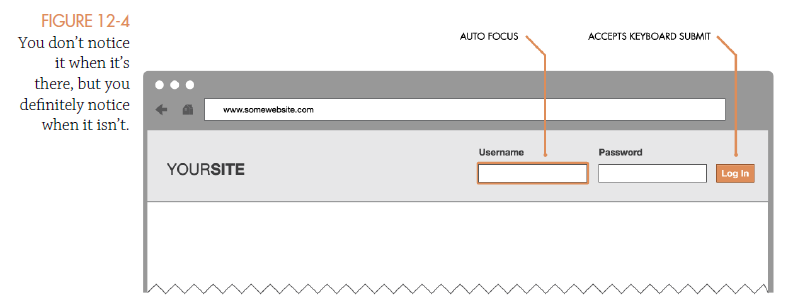 FIGURE 12-4
You don’t notice
it when it’s
there, but you
definitely notice
when it isn’t.
AUTO FOCUS
ACCEPTS KEYBOARD SUBMIT
www.somewebsite.com
YOURSITE
Username
Password
Log In